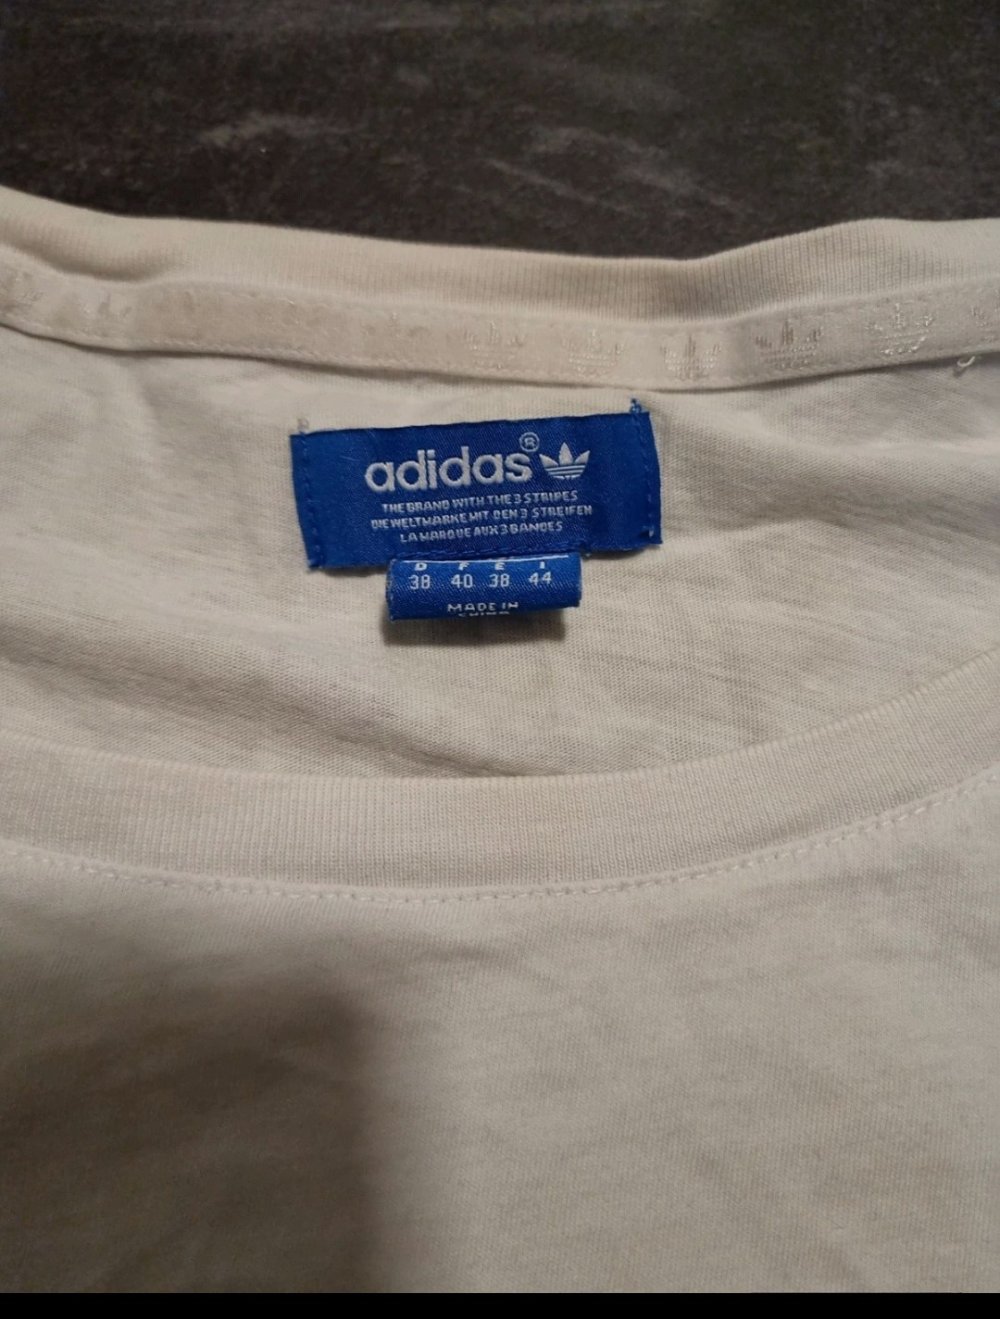 adidas®
THE BRAND WITH THE 3 STRIPES
DIE WELTMARKE MIT DEN 3 STREIFEN
LA MARQUE AUX 3 BANDES
D F E I
38 40 38 44
MADE IN
CHINA